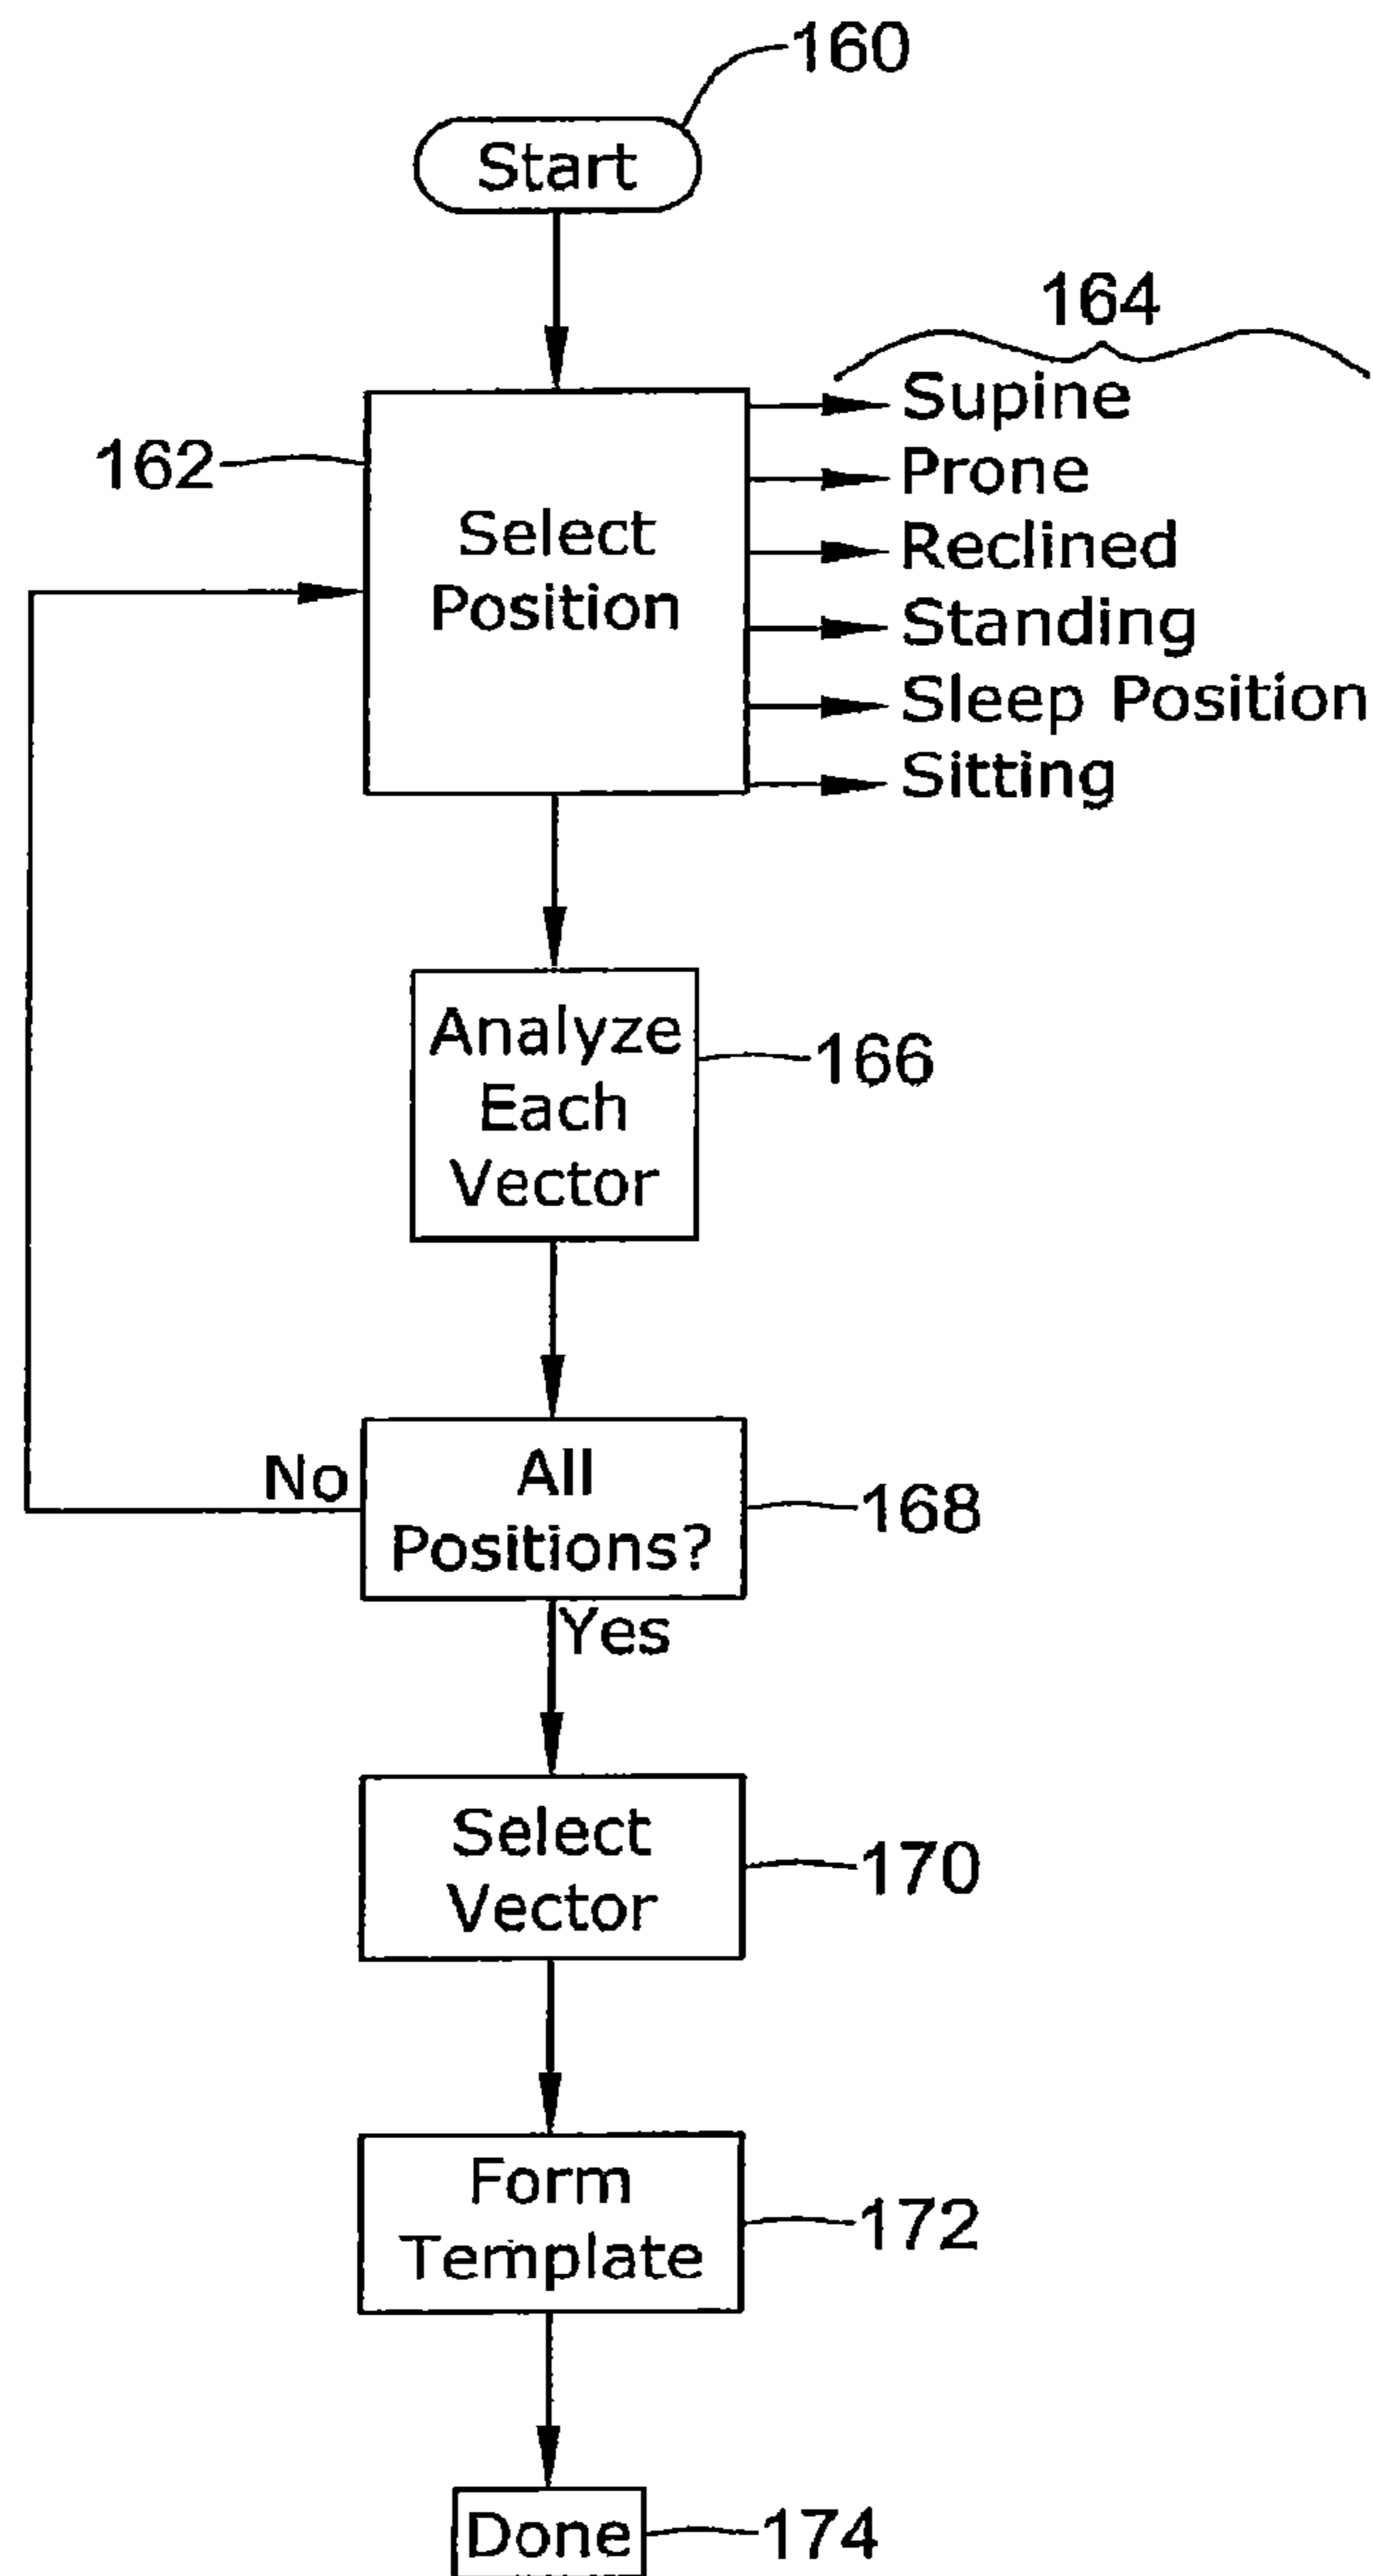 160
Start
164
162
Select
Position
Supine
Prone
Reclined
Standing
Sleep Position
Sitting
Analyze
Each
Vector
166
No
All
Positions?
168
Yes
Select
Vector
170
Form
Template
172
Done
174